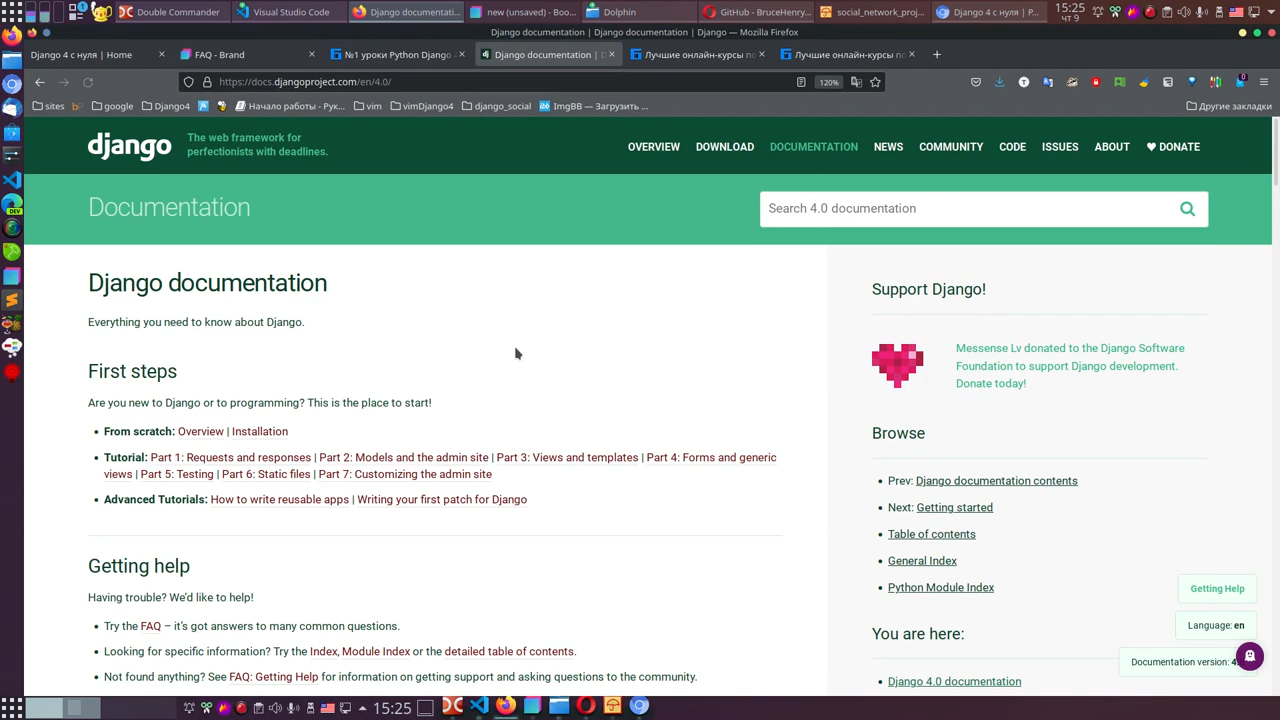 Double Commander
Visual Studio Code
Django documentati...
new (unsaved) - Boo...
Dolphin
GitHub - BruceHenry...
social_network_proj...
Django 4 с нуля | P...
15:25
ЧТ 9
Django documentation | Django documentation | Django — Mozilla Firefox
Django 4 с нуля | Home
FAQ - Brand
№1 уроки Python Django
Django documentation | D
Лучшие онлайн-курсы по
Лучшие онлайн-курсы по
https://docs.djangoproject.com/en/4.0/
120%
0
sites
google
Django4
Начало работы - Рук...
vim
vimDjango4
django_social
ImgBB — Загрузить ...
Другие закладки
django
The web framework for
perfectionists with deadlines.
OVERVIEW DOWNLOAD DOCUMENTATION NEWS COMMUNITY CODE ISSUES ABOUT ♥ DONATE
Documentation
Search 4.0 documentation
Django documentation
Everything you need to know about Django.
First steps
Are you new to Django or to programming? This is the place to start!
• From scratch: Overview | Installation
• Tutorial: Part 1: Requests and responses | Part 2: Models and the admin site | Part 3: Views and templates | Part 4: Forms and generic
views | Part 5: Testing | Part 6: Static files | Part 7: Customizing the admin site
• Advanced Tutorials: How to write reusable apps | Writing your first patch for Django
Getting help
Having trouble? We’d like to help!
• Try the FAQ – it’s got answers to many common questions.
• Looking for specific information? Try the Index, Module Index or the detailed table of contents.
• Not found anything? See FAQ: Getting Help for information on getting support and asking questions to the community.
Support Django!
Messense Lv donated to the Django Software
Foundation to support Django development.
Donate today!
Browse
• Prev: Django documentation contents
• Next: Getting started
• Table of contents
• General Index
• Python Module Index
You are here:
• Django 4.0 documentation
Getting Help
Language: en
Documentation version: 4.
DEV
15:25